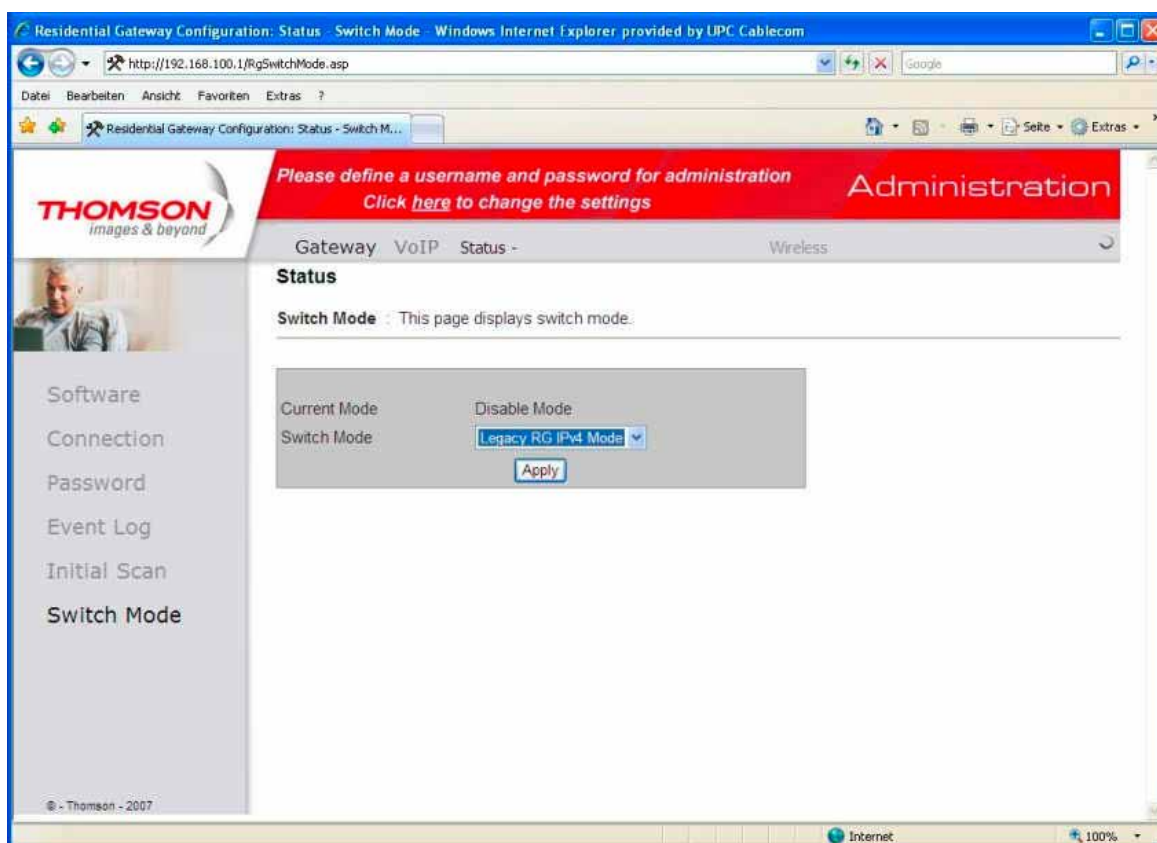 Residential Gateway Configuration: Status - Switch Mode - Windows Internet Explorer provided by UPC Cablecom
http://192.168.100.1/RgSwitchMode.asp
Google
Datei Bearbeiten Ansicht Favoriten Extras ?
Residential Gateway Configuration: Status - Switch M...
Seite
Extras
THOMSON
images & beyond
Please define a username and password for administration
Click here to change the settings
Administration
Gateway VoIP Status - Wireless
Status
Switch Mode : This page displays switch mode.
Current Mode Disable Mode
Switch Mode Legacy RG IPv4 Mode
Apply
Software
Connection
Password
Event Log
Initial Scan
Switch Mode
© - Thomson - 2007
Internet
100%